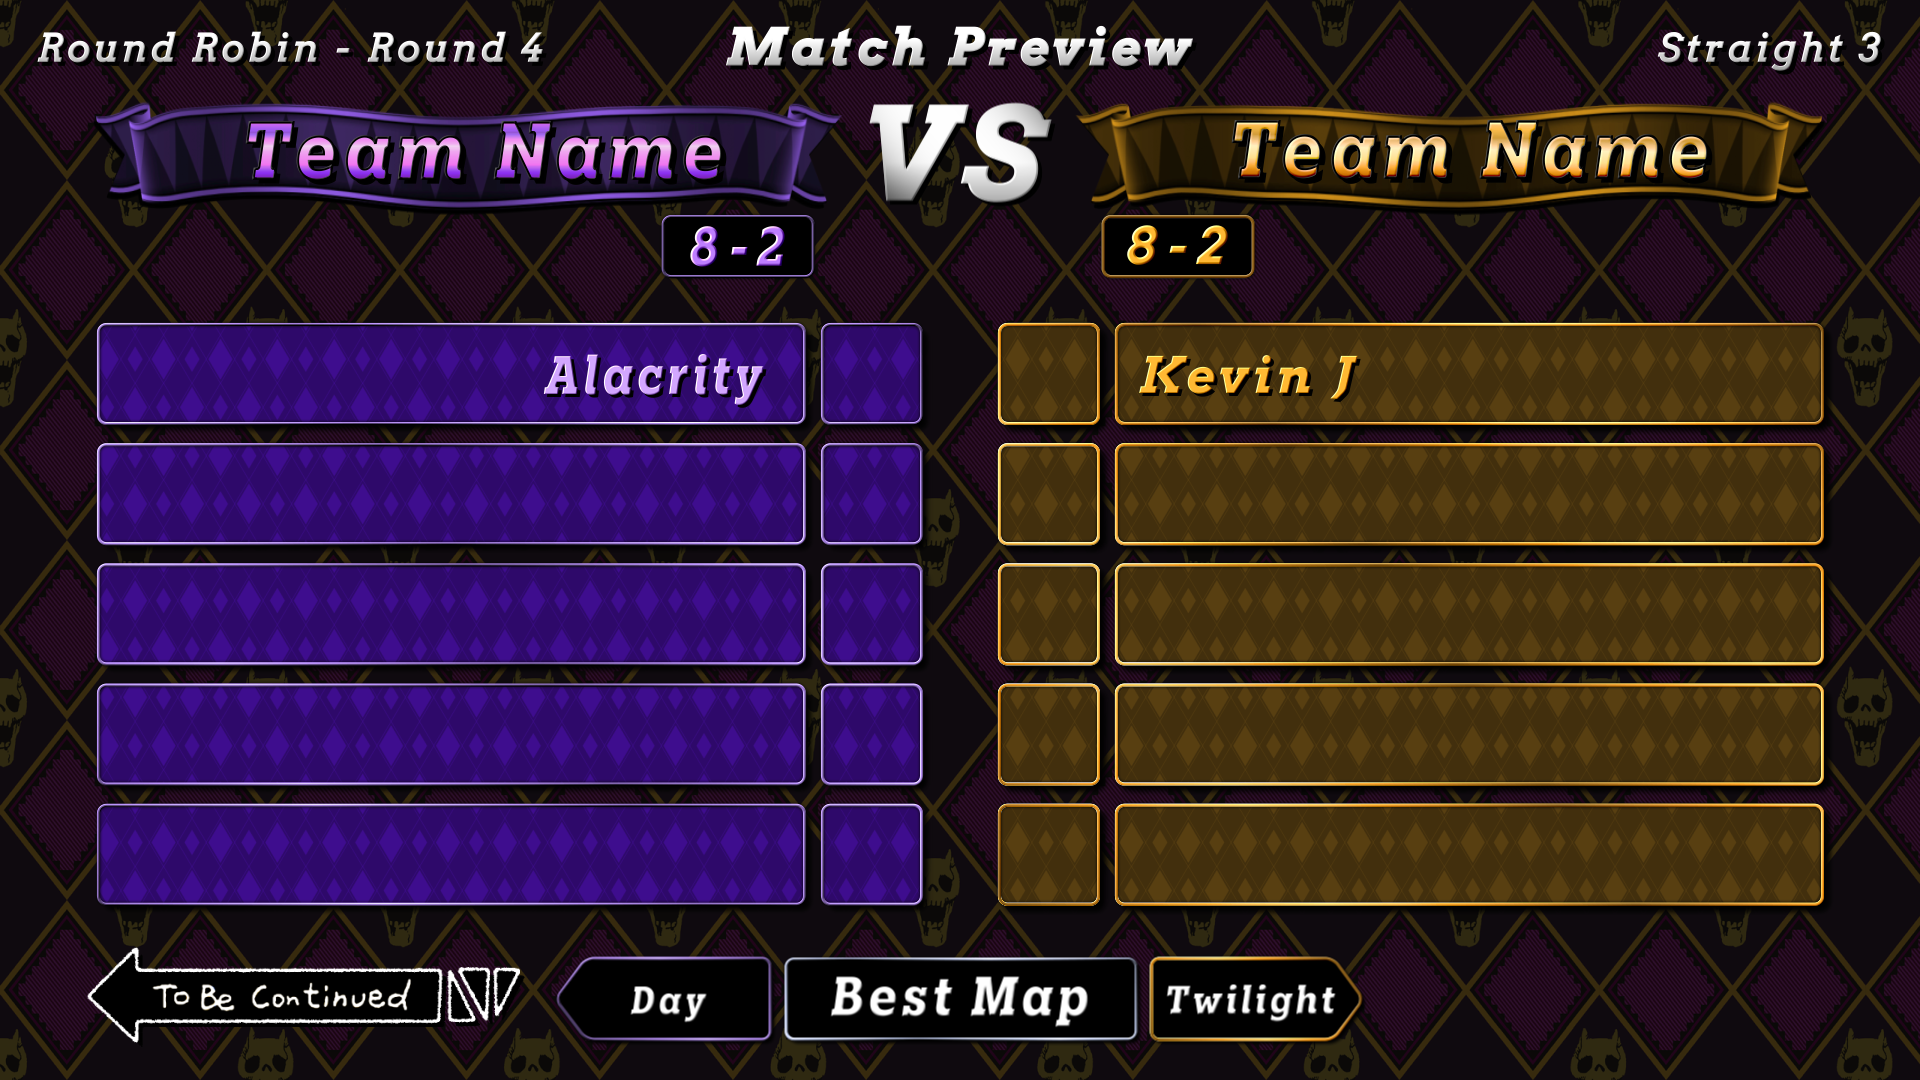 Round Robin - Round 4
Match Preview
Straight 3
Team Name
VS
Team Name
8 - 2
8 - 2
Alacrity
Kevin J
To Be Continued
Day
Best Map
Twilight